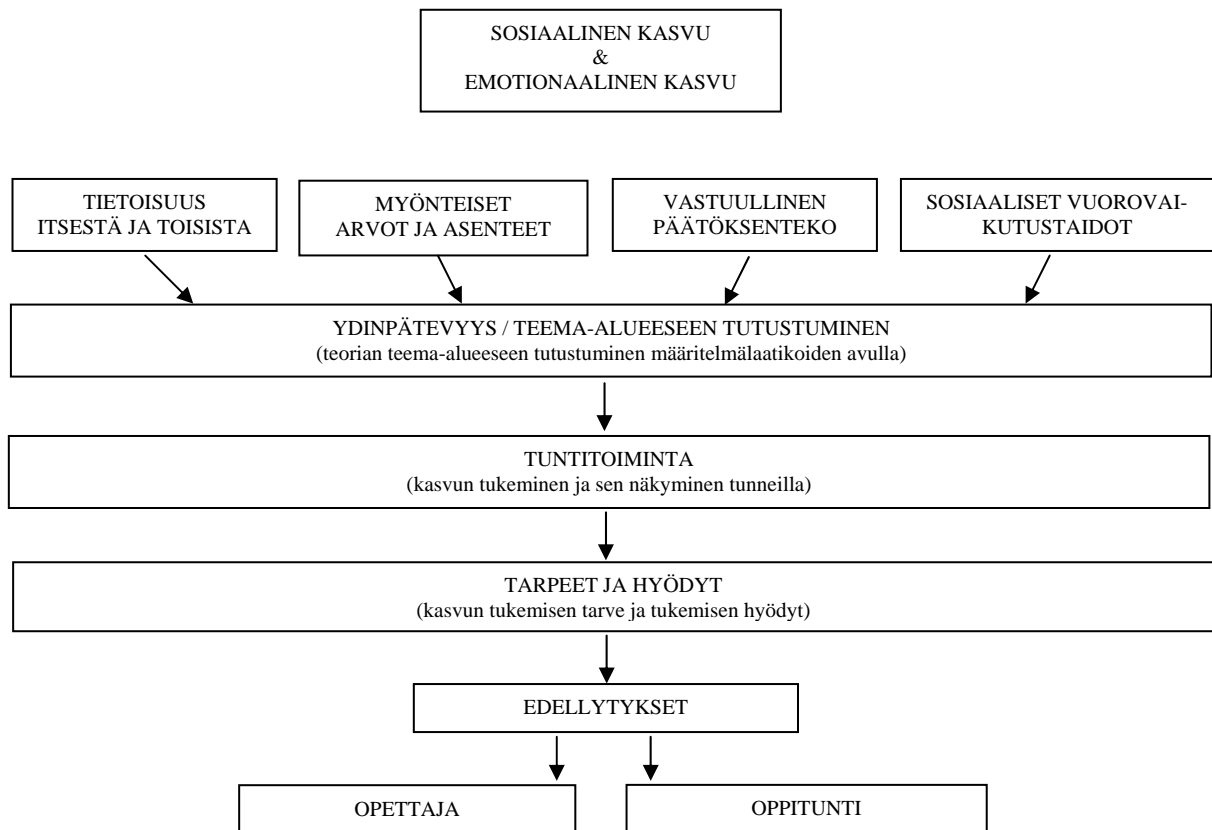 SOSIAALINEN KASVU
&
EMOTIONAALINEN KASVU
TIETOISUUS
ITSESTÄ JA TOISISTA
MYÖNTEISET
ARVOT JA ASENTEET
VASTUULLINEN
PÄÄTÖKSENTEKO
SOSIAALISET VUOROVAI-
KUTUSTAIDOT
YDINPÄTEVYYS / TEEMA-ALUEESEEN TUTUSTUMINEN
(teorian teema-alueeseen tutustuminen määritelmälaatikoiden avulla)
TUNTITOIMINTA
(kasvun tukeminen ja sen näkyminen tunneilla)
TARPEET JA HYÖDYT
(kasvun tukemisen tarve ja tukemisen hyödyt)
EDELLYTYKSET
OPETTAJA
OPPITUNTI